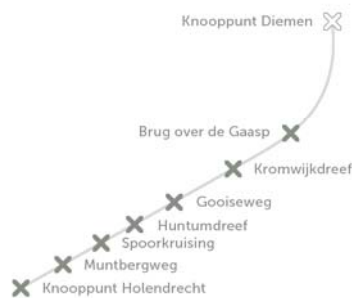 Knooppunt Diemen
Brug over de Gaasp
Kromwijkdreef
Gooiseweg
Huntumdreef
Spoorkruising
Muntbergweg
Knooppunt Holendrecht